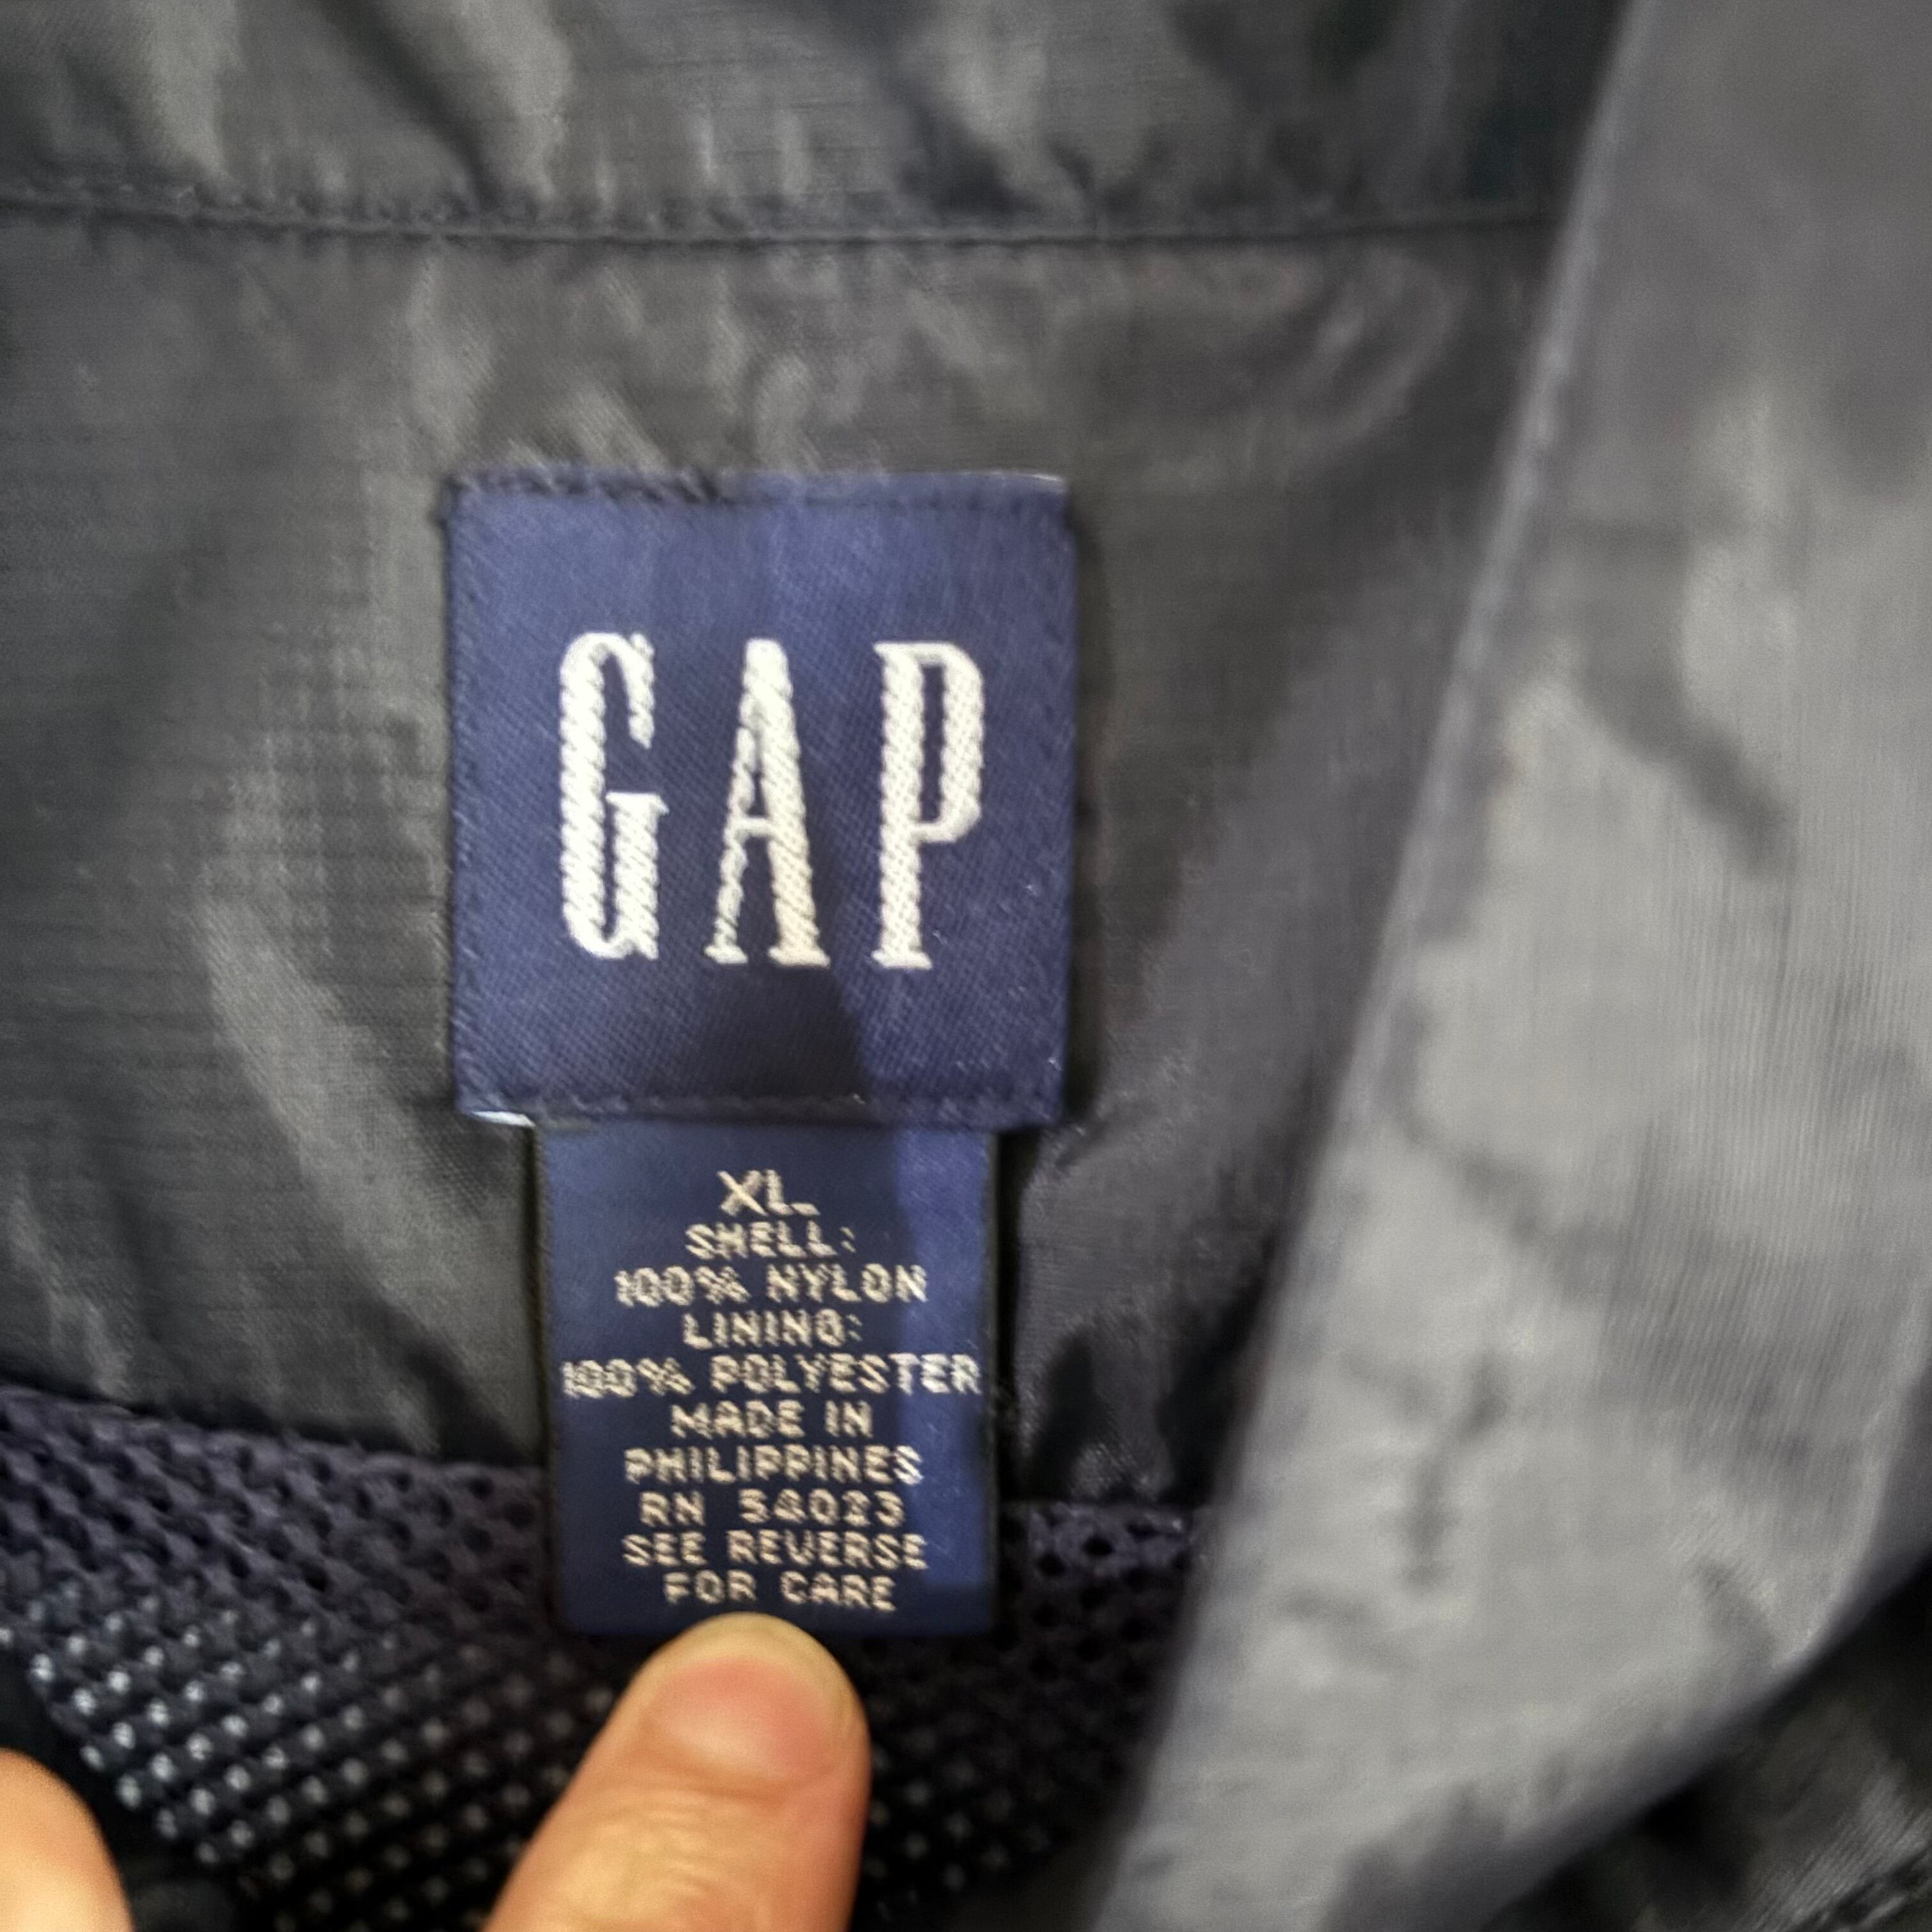 GAP
XL
SHELL:
100% NYLON
LINING:
100% POLYESTER
MADE IN
PHILIPPINES
RN 54023
SEE REVERSE
FOR CARE